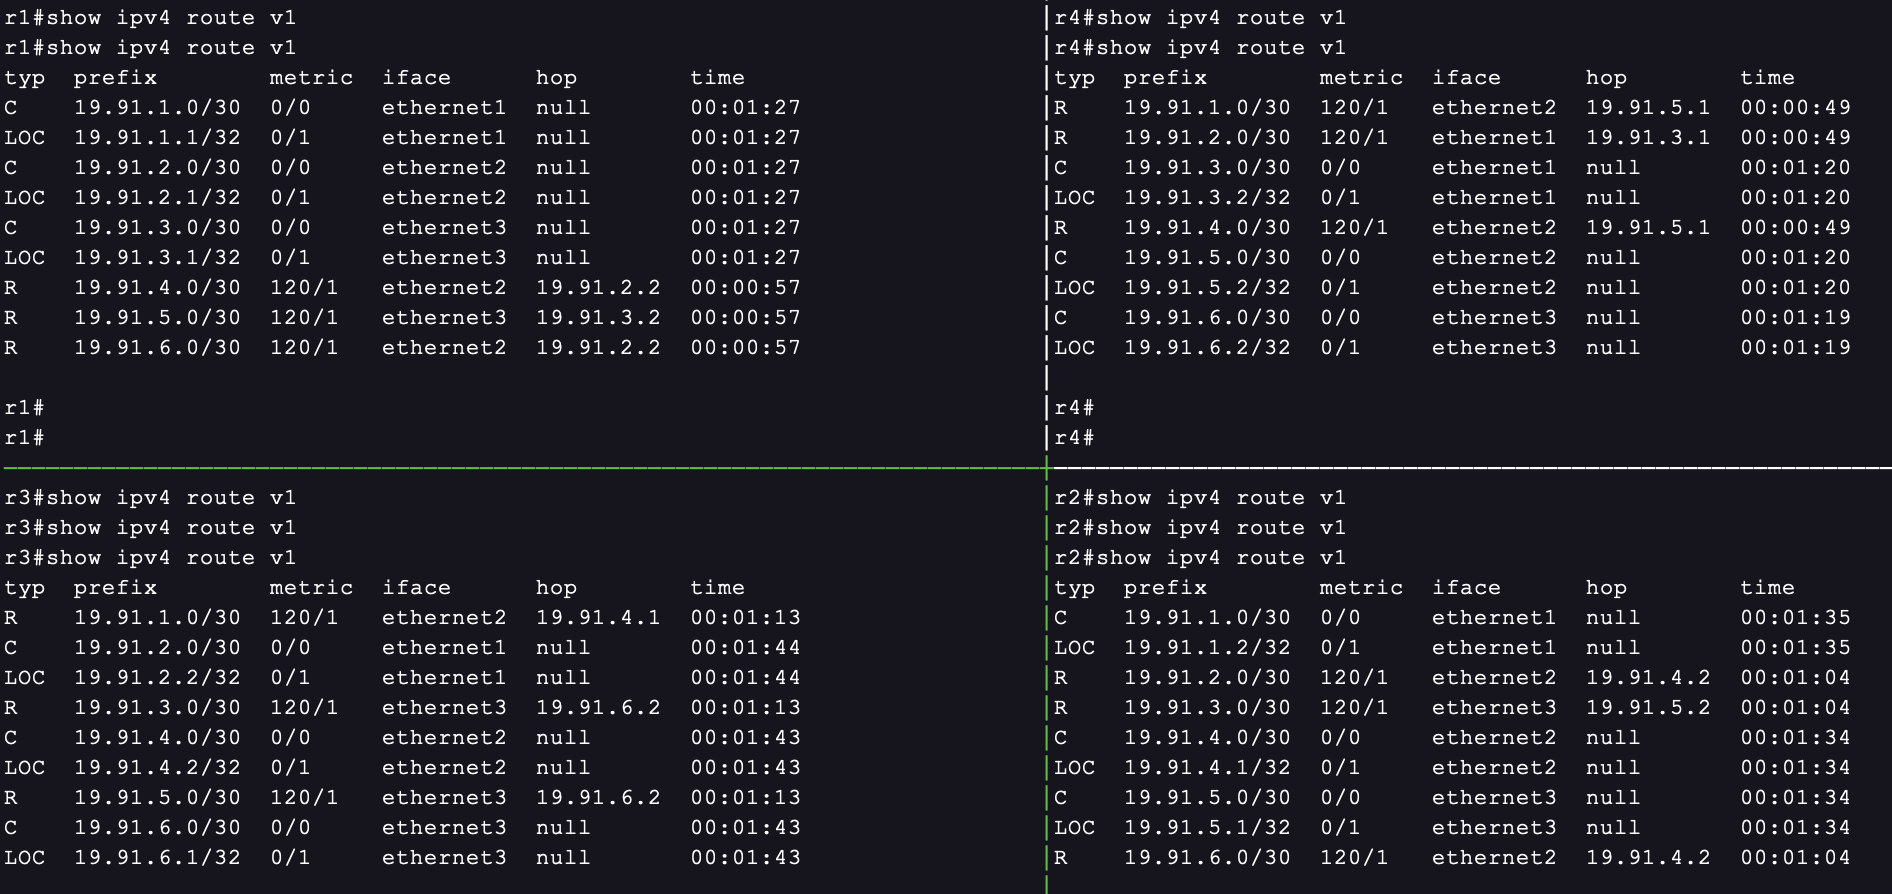 r1#show ipv4 route v1
r1#show ipv4 route v1
typ  prefix        metric  iface      hop        time
C    19.91.1.0/30  0/0     ethernet1  null       00:01:27
LOC  19.91.1.1/32  0/1     ethernet1  null       00:01:27
C    19.91.2.0/30  0/0     ethernet2  null       00:01:27
LOC  19.91.2.1/32  0/1     ethernet2  null       00:01:27
C    19.91.3.0/30  0/0     ethernet3  null       00:01:27
LOC  19.91.3.1/32  0/1     ethernet3  null       00:01:27
R    19.91.4.0/30  120/1   ethernet2  19.91.2.2  00:00:57
R    19.91.5.0/30  120/1   ethernet3  19.91.3.2  00:00:57
R    19.91.6.0/30  120/1   ethernet2  19.91.2.2  00:00:57
r1#
r1#
r4#show ipv4 route v1
r4#show ipv4 route v1
typ  prefix        metric  iface      hop        time
R    19.91.1.0/30  120/1   ethernet2  19.91.5.1  00:00:49
R    19.91.2.0/30  120/1   ethernet1  19.91.3.1  00:00:49
C    19.91.3.0/30  0/0     ethernet1  null       00:01:20
LOC  19.91.3.2/32  0/1     ethernet1  null       00:01:20
R    19.91.4.0/30  120/1   ethernet2  19.91.5.1  00:00:49
C    19.91.5.0/30  0/0     ethernet2  null       00:01:20
LOC  19.91.5.2/32  0/1     ethernet2  null       00:01:20
C    19.91.6.0/30  0/0     ethernet3  null       00:01:19
LOC  19.91.6.2/32  0/1     ethernet3  null       00:01:19
r4#
r4#
r3#show ipv4 route v1
r3#show ipv4 route v1
r3#show ipv4 route v1
typ  prefix        metric  iface      hop        time
R    19.91.1.0/30  120/1   ethernet2  19.91.4.1  00:01:13
C    19.91.2.0/30  0/0     ethernet1  null       00:01:44
LOC  19.91.2.2/32  0/1     ethernet1  null       00:01:44
R    19.91.3.0/30  120/1   ethernet3  19.91.6.2  00:01:13
C    19.91.4.0/30  0/0     ethernet2  null       00:01:43
LOC  19.91.4.2/32  0/1     ethernet2  null       00:01:43
R    19.91.5.0/30  120/1   ethernet3  19.91.6.2  00:01:13
C    19.91.6.0/30  0/0     ethernet3  null       00:01:43
LOC  19.91.6.1/32  0/1     ethernet3  null       00:01:43
r2#show ipv4 route v1
r2#show ipv4 route v1
r2#show ipv4 route v1
typ  prefix        metric  iface      hop        time
C    19.91.1.0/30  0/0     ethernet1  null       00:01:35
LOC  19.91.1.2/32  0/1     ethernet1  null       00:01:35
R    19.91.2.0/30  120/1   ethernet2  19.91.4.2  00:01:04
R    19.91.3.0/30  120/1   ethernet3  19.91.5.2  00:01:04
C    19.91.4.0/30  0/0     ethernet2  null       00:01:34
LOC  19.91.4.1/32  0/1     ethernet2  null       00:01:34
C    19.91.5.0/30  0/0     ethernet3  null       00:01:34
LOC  19.91.5.1/32  0/1     ethernet3  null       00:01:34
R    19.91.6.0/30  120/1   ethernet2  19.91.4.2  00:01:04